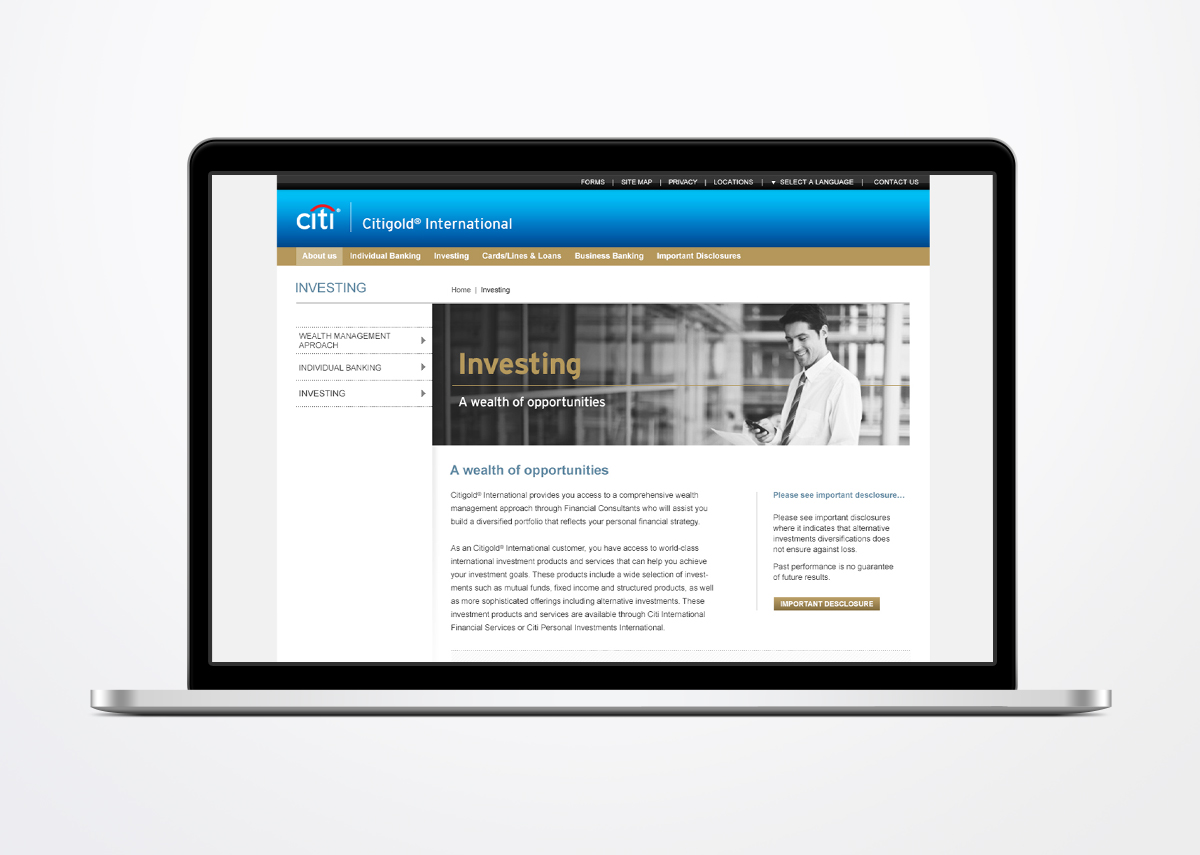 FORMS | SITE MAP | PRIVACY | LOCATIONS | SELECT A LANGUAGE | CONTACT US
citi® | Citigold® International
About us Individual Banking Investing Cards/Lines & Loans Business Banking Important Disclosures
INVESTING
Home | Investing
WEALTH MANAGEMENT
APROACH
INDIVIDUAL BANKING
INVESTING
Investing
A wealth of opportunities
A wealth of opportunities
Citigold® International provides you access to a comprehensive wealth
management approach through Financial Consultants who will assist you
build a diversified portfolio that reflects your personal financial strategy.
As an Citigold® International customer, you have access to world-class
international investment products and services that can help you achieve
your investment goals. These products include a wide selection of invest-
ments such as mutual funds, fixed income and structured products, as well
as more sophisticated offerings including alternative investments. These
investment products and services are available through Citi International
Financial Services or Citi Personal Investments International.
Please see important desclosure...
Please see important disclosures
where it indicates that alternative
investments diversifications does
not ensure against loss.
Past performance is no guarantee
of future results.
IMPORTANT DESCLOSURE